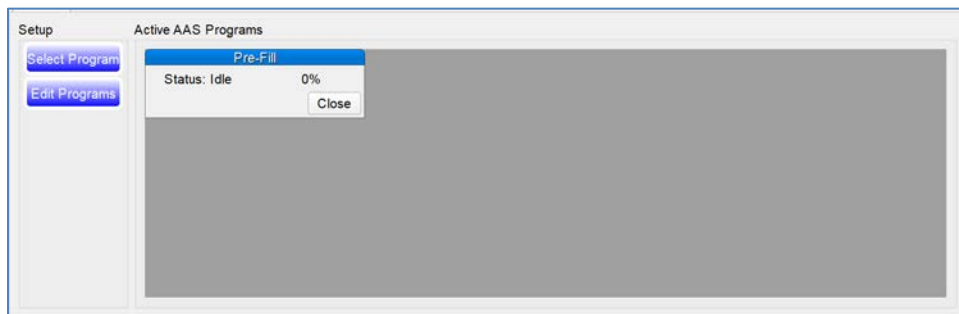 Setup
Active AAS Programs
Select Program
Edit Programs
Pre-Fill
Status: Idle 0%
Close